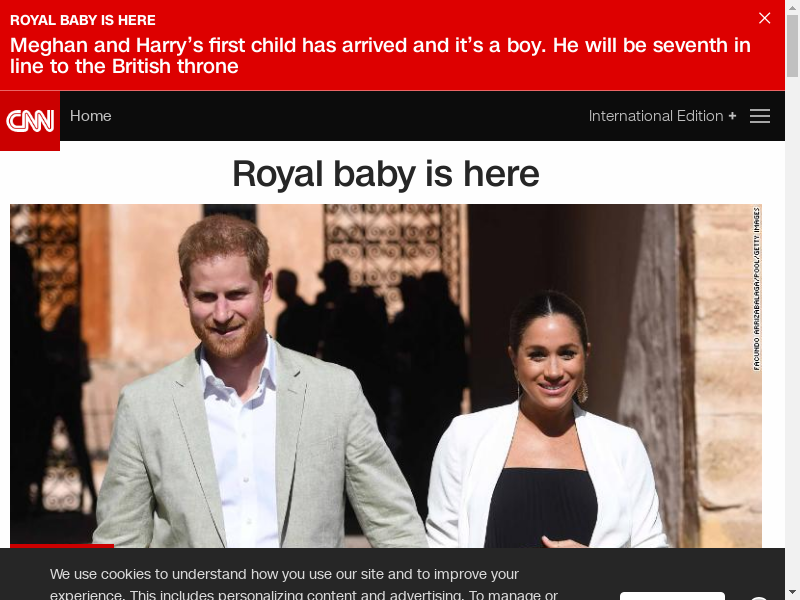 ROYAL BABY IS HERE
Meghan and Harry’s first child has arrived and it’s a boy. He will be seventh in
line to the British throne
CNN
Home
International Edition +
Royal baby is here
FACUNDO ARRIZABALAGA/POOL/GETTY IMAGES
We use cookies to understand how you use our site and to improve your
experience. This includes personalizing content and advertising. To manage or